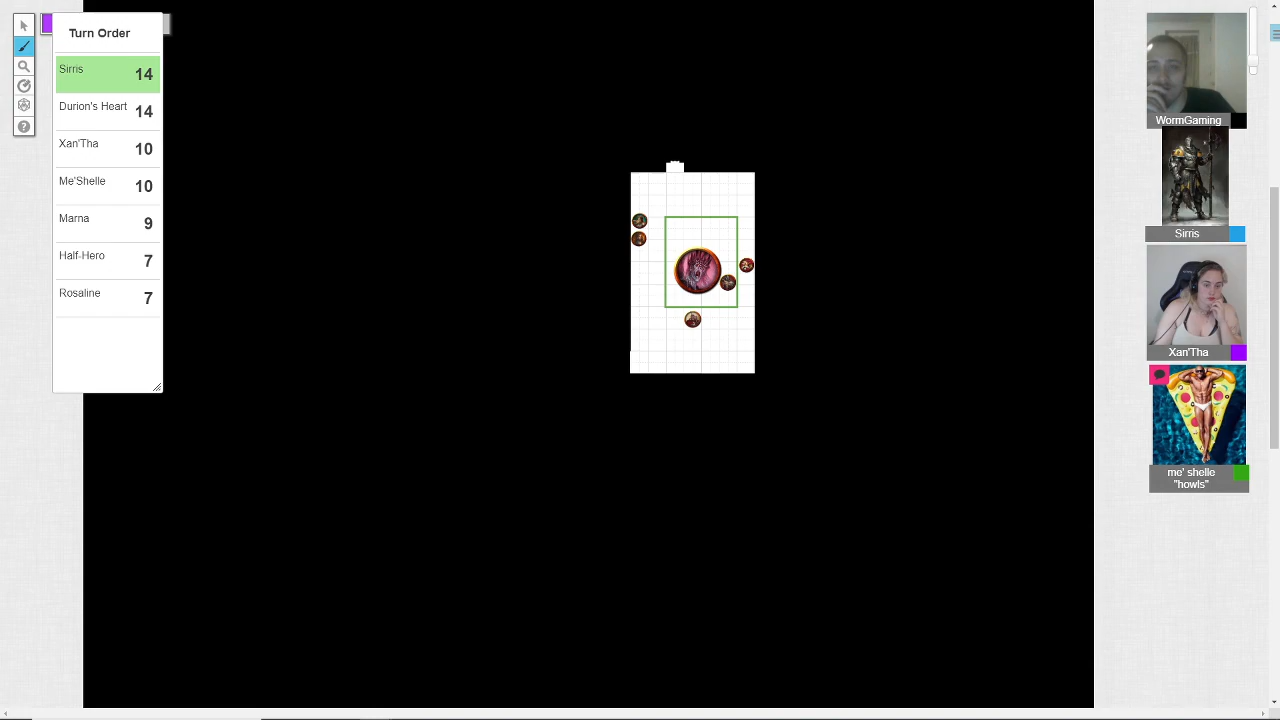 Turn Order
Sirris 14
Durion's Heart 14
Xan'Tha 10
Me'Shelle 10
Marna 9
Half-Hero 7
Rosaline 7
WormGaming
Sirris
Xan'Tha
me' shelle
"howls"